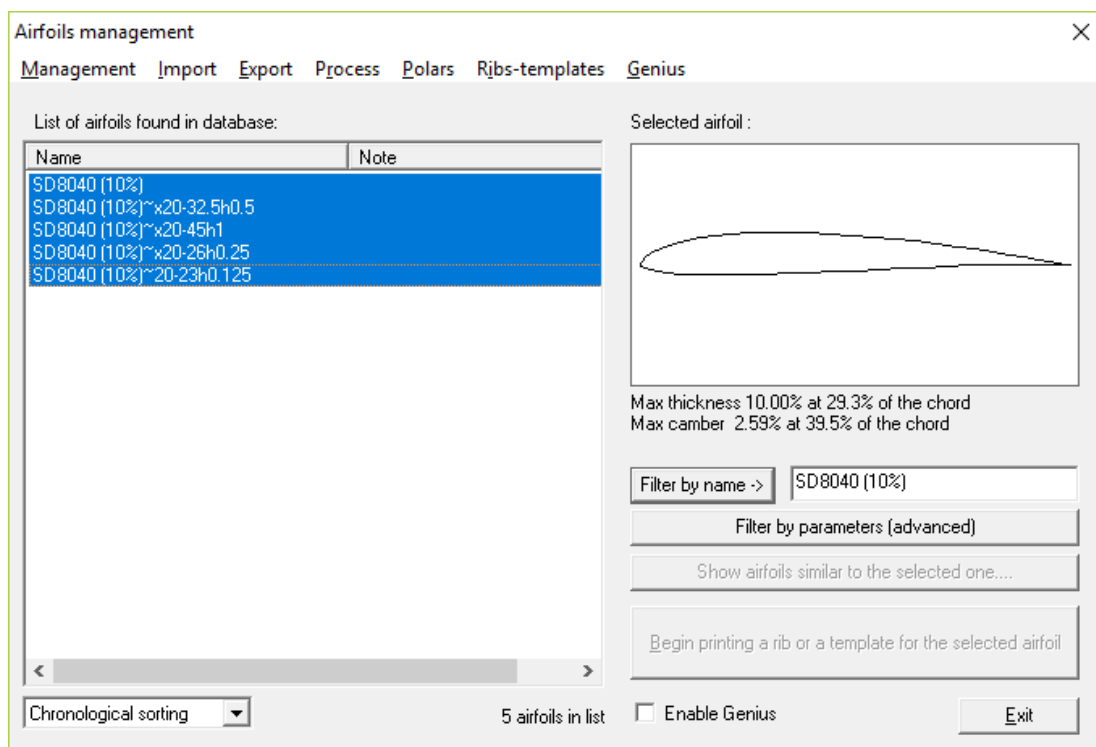 Airfoils management
Management Import Export Process Polars Ribs-templates Genius
List of airfoils found in database:
Name Note
SD8040 (10%)
SD8040 (10%)~x20-32.5h0.5
SD8040 (10%)~x20-45h1
SD8040 (10%)~x20-26h0.25
SD8040 (10%)~20-23h0.125
Chronological sorting
5 airfoils in list
Selected airfoil :
Max thickness 10.00% at 29.3% of the chord
Max camber 2.59% at 39.5% of the chord
Filter by name -> SD8040 (10%)
Filter by parameters (advanced)
Show airfoils similar to the selected one....
Begin printing a rib or a template for the selected airfoil
Enable Genius
Exit